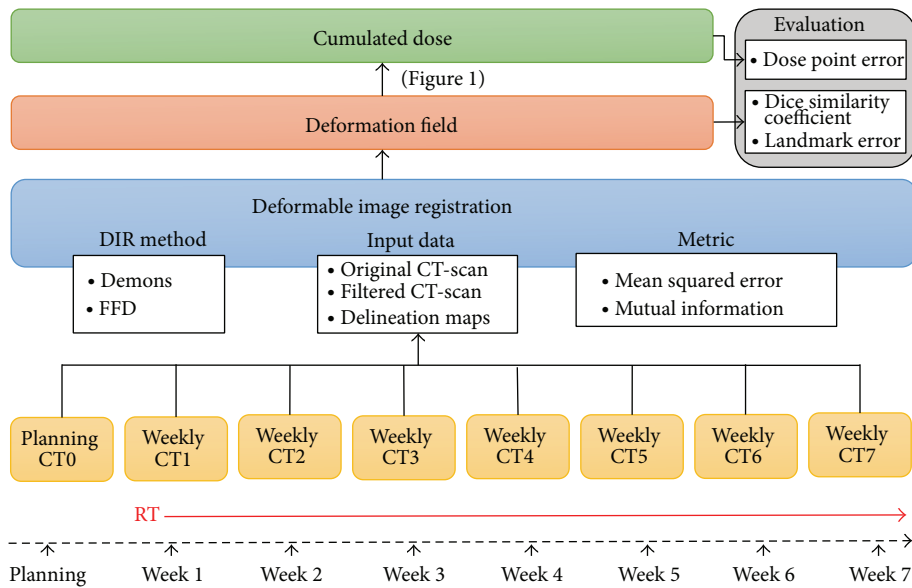 Cumulated dose
(Figure 1)
Deformation field
Evaluation
• Dose point error
• Dice similarity
coefficient
• Landmark error
Deformable image registration
DIR method
• Demons
• FFD
Input data
• Original CT-scan
• Filtered CT-scan
• Delineation maps
Metric
• Mean squared error
• Mutual information
Planning
CT0
Weekly
CT1
Weekly
CT2
Weekly
CT3
Weekly
CT4
Weekly
CT5
Weekly
CT6
Weekly
CT7
RT
Planning Week 1 Week 2 Week 3 Week 4 Week 5 Week 6 Week 7